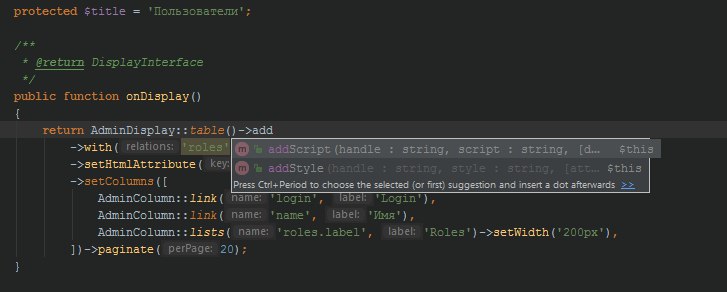 protected $title = 'Пользователи';
/**
 * @return DisplayInterface
 */
public function onDisplay()
{
    return AdminDisplay::table()->add
        ->with( relations: 'roles'
m addScript(handle : string, script : string, [d... $this
        ->setHtmlAttribute( key:
m addStyle(handle : string, style : string, [att... $this
        ->setColumns([
Press Ctrl+Period to choose the selected (or first) suggestion and insert a dot afterwards >>
            AdminColumn::link( name: 'login', label: 'Login'),
            AdminColumn::link( name: 'name', label: 'Имя'),
            AdminColumn::lists( name: 'roles.label', label: 'Roles')->setWidth('200px'),
        ])->paginate( perPage: 20);
}